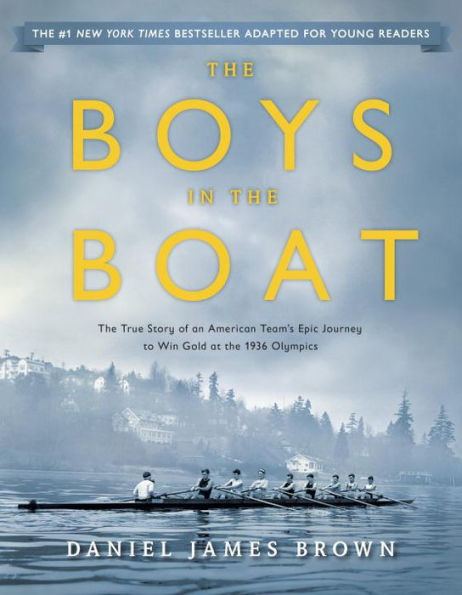 THE #1 NEW YORK TIMES BESTSELLER ADAPTED FOR YOUNG READERS
THE
BOYS
IN THE
BOAT
The True Story of an American Team's Epic Journey
to Win Gold at the 1936 Olympics
DANIEL JAMES BROWN